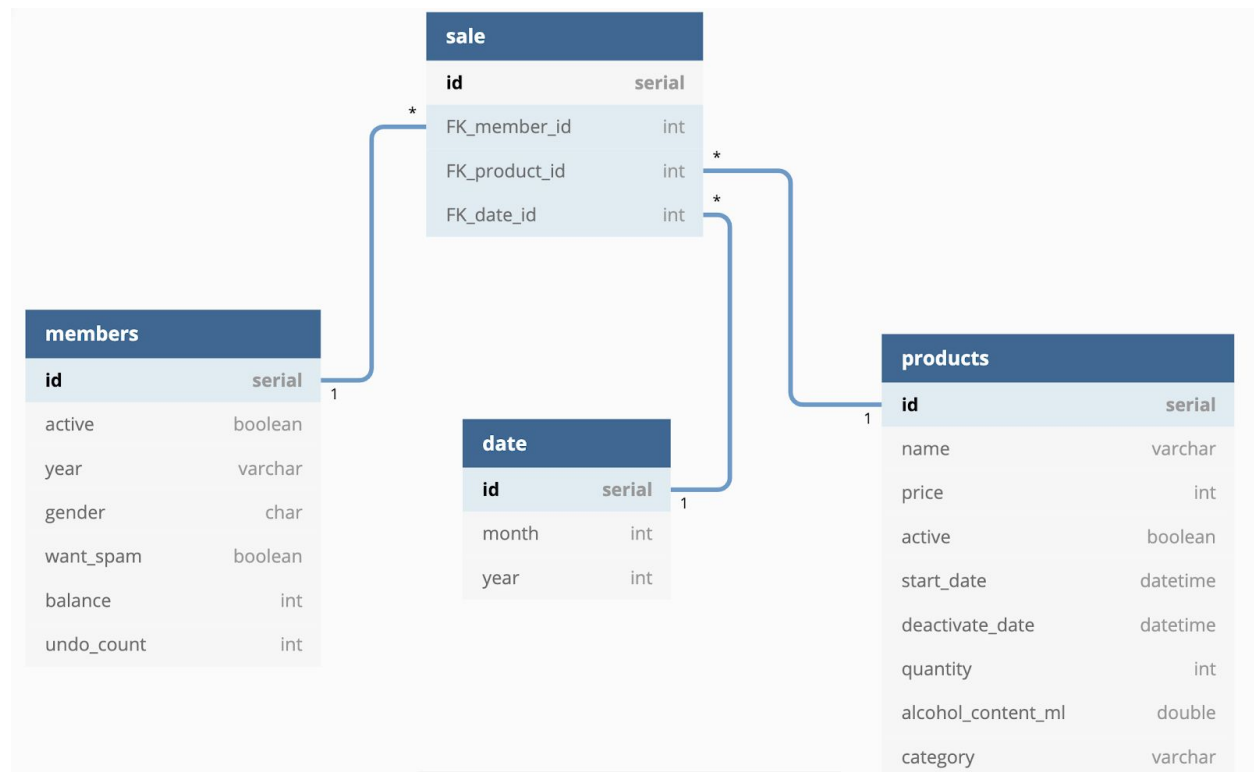 sale
id serial
* FK_member_id int
FK_product_id int *
FK_date_id int *
members
id serial 1
active boolean
year varchar
gender char
want_spam boolean
balance int
undo_count int
date
id serial 1
month int
year int
products
1 id serial
name varchar
price int
active boolean
start_date datetime
deactivate_date datetime
quantity int
alcohol_content_ml double
category varchar